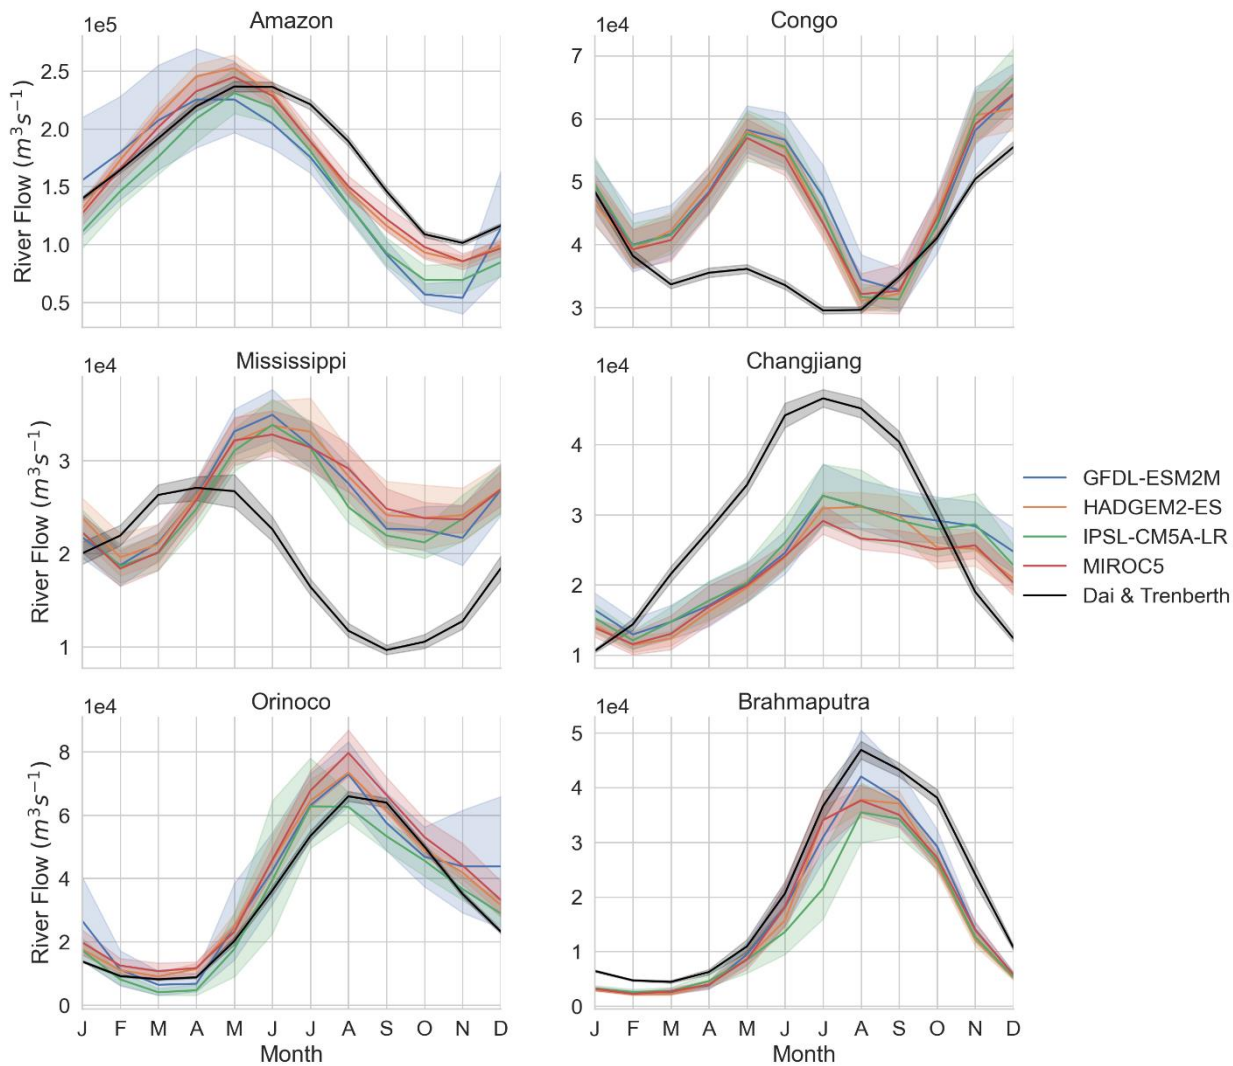 Amazon
1e5
River Flow (m³s⁻¹)
2.5
2.0
1.5
1.0
0.5
Congo
1e4
7
6
5
4
3
Mississippi
1e4
River Flow (m³s⁻¹)
3
2
1
Changjiang
1e4
4
3
2
1
GFDL-ESM2M
HADGEM2-ES
IPSL-CM5A-LR
MIROC5
Dai & Trenberth
Orinoco
1e4
River Flow (m³s⁻¹)
8
6
4
2
0
J F M A M J J A S O N D
Month
Brahmaputra
1e4
5
4
3
2
1
0
J F M A M J J A S O N D
Month